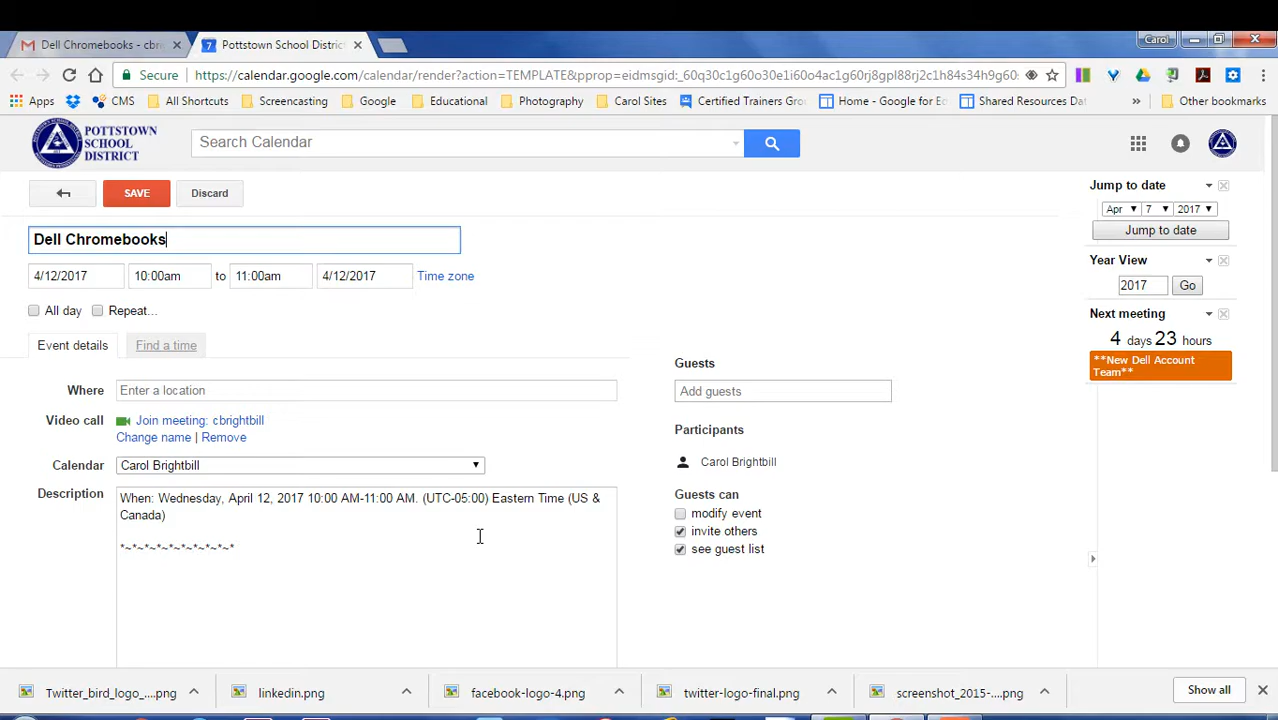 Dell Chromebooks - cbri
Pottstown School District
Carol
Secure
https://calendar.google.com/calendar/render?action=TEMPLATE&pprop=eidmsgid:_60q30c1g60o30e1i60o4ac1g60rj8gpl88rj2c1h84s34h9g60s
Apps CMS All Shortcuts Screencasting Google Educational Photography Carol Sites Certified Trainers Gro Home - Google for Ed Shared Resources Dat » Other bookmarks
POTTSTOWN
SCHOOL
DISTRICT
Search Calendar
SAVE Discard
Dell Chromebooks
4/12/2017 10:00am to 11:00am 4/12/2017 Time zone
All day Repeat...
Event details Find a time
Where Enter a location
Video call Join meeting: cbrightbill
Change name | Remove
Calendar Carol Brightbill
Description When: Wednesday, April 12, 2017 10:00 AM-11:00 AM. (UTC-05:00) Eastern Time (US &
Canada)
*~*~*~*~*~*~*~*~*~*
Guests
Add guests
Participants
Carol Brightbill
Guests can
modify event
invite others
see guest list
Jump to date
Apr 7 2017
Jump to date
Year View
2017 Go
Next meeting
4 days 23 hours
**New Dell Account
Team**
Twitter_bird_logo_....png linkedin.png facebook-logo-4.png twitter-logo-final.png screenshot_2015-....png Show all